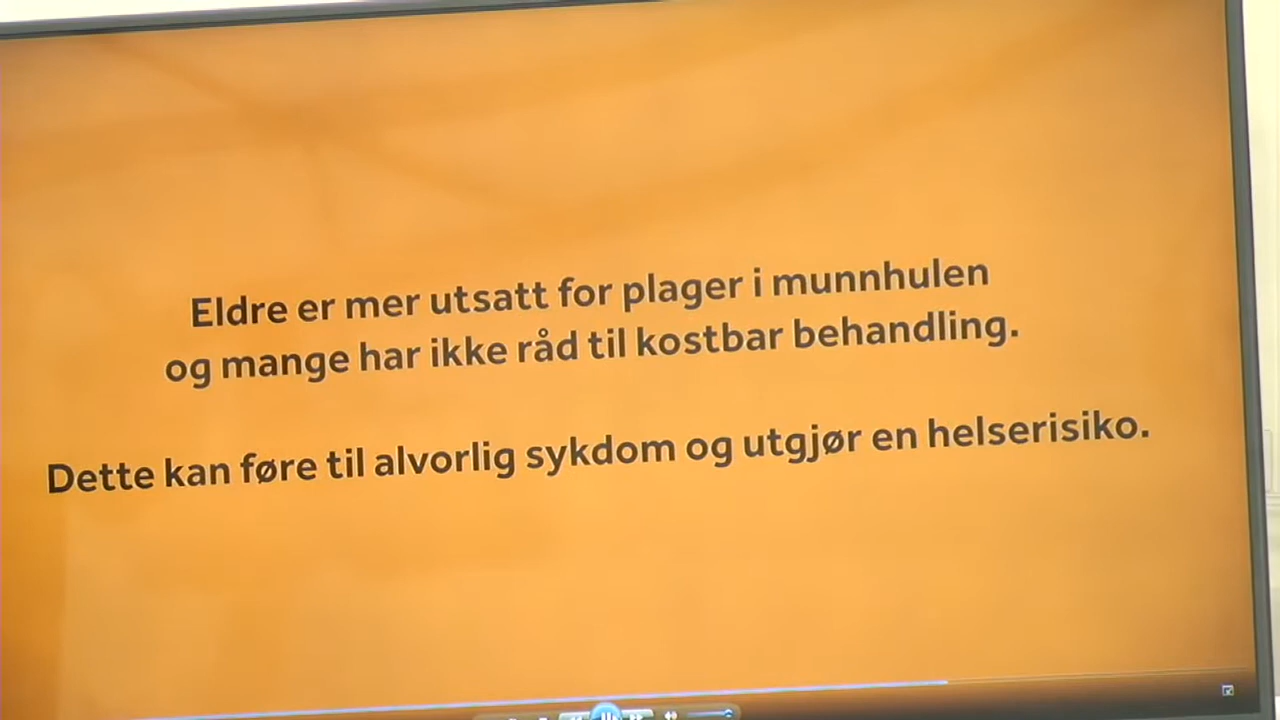 Eldre er mer utsatt for plager i munnhulen
og mange har ikke råd til kostbar behandling.
Dette kan føre til alvorlig sykdom og utgjør en helserisiko.